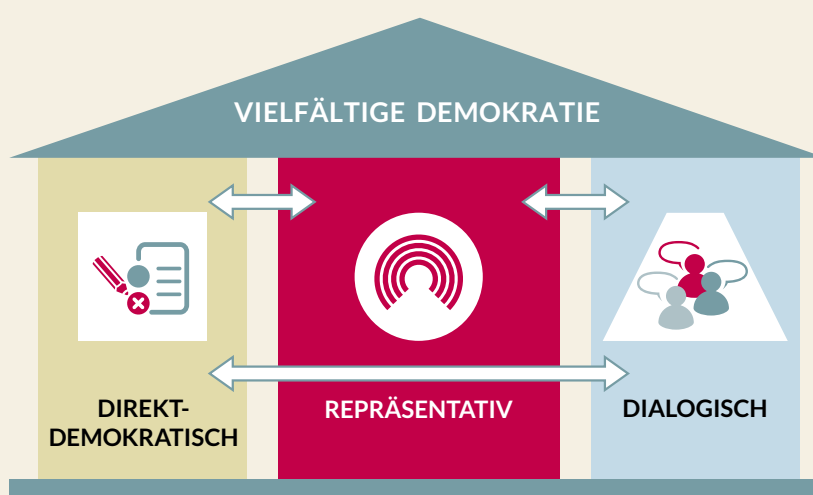 VIELFÄLTIGE DEMOKRATIE
DIREKT-
DEMOKRATISCH
REPRÄSENTATIV
DIALOGISCH